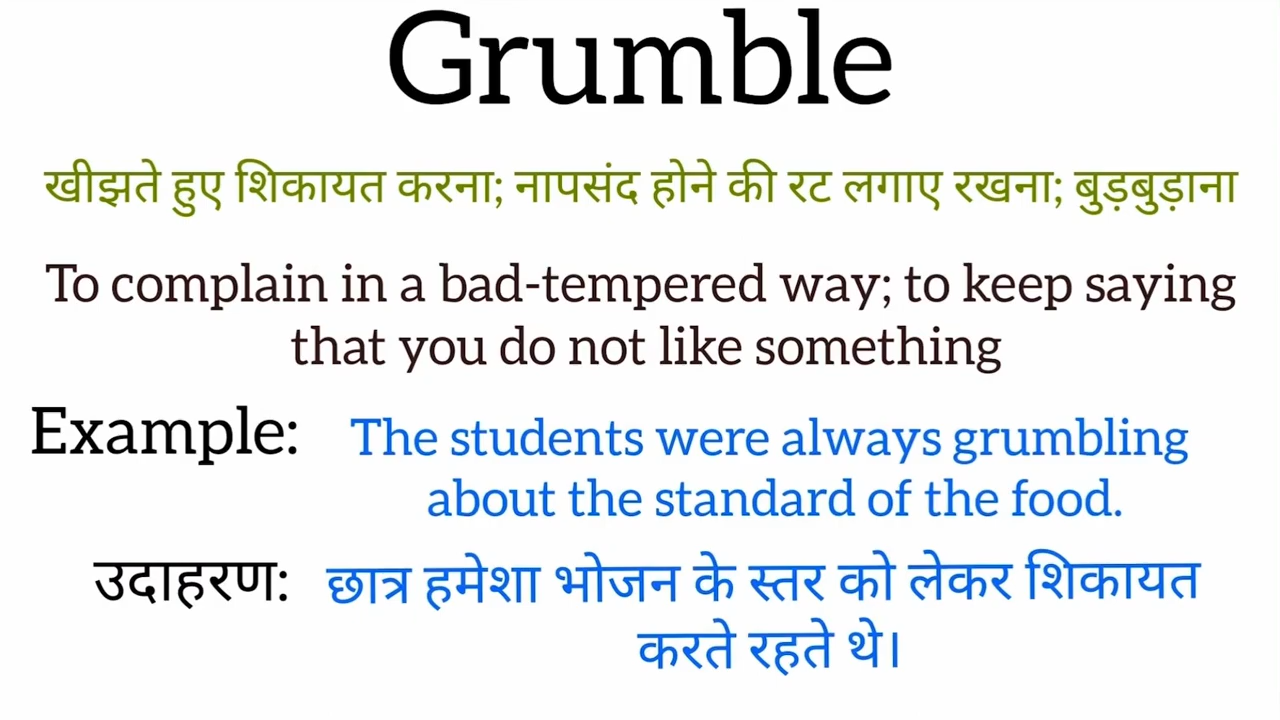 Grumble
खीझते हुए शिकायत करना; नापसंद होने की रट लगाए रखना; बुड़बुड़ाना
To complain in a bad-tempered way; to keep saying
that you do not like something
Example: The students were always grumbling
about the standard of the food.
उदाहरण: छात्र हमेशा भोजन के स्तर को लेकर शिकायत
करते रहते थे।